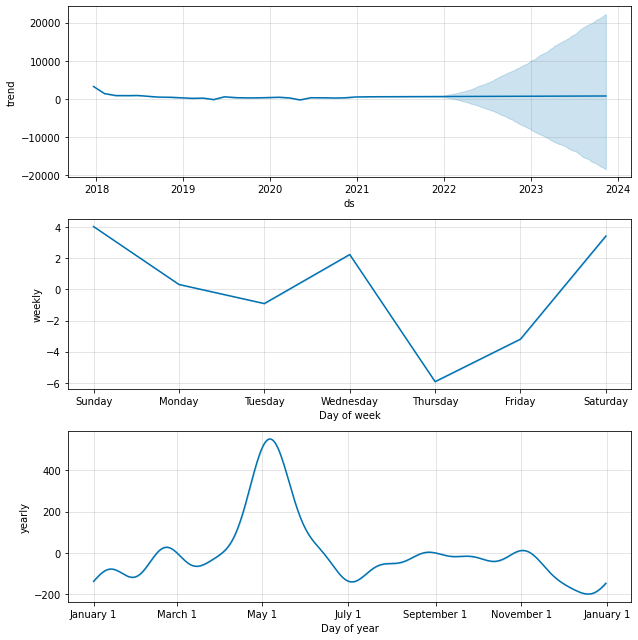 trend
20000
10000
0
−10000
−20000
2018 2019 2020 2021 2022 2023 2024
ds
weekly
4
2
0
−2
−4
−6
Sunday Monday Tuesday Wednesday Thursday Friday Saturday
Day of week
yearly
400
200
0
−200
January 1 March 1 May 1 July 1 September 1 November 1 January 1
Day of year